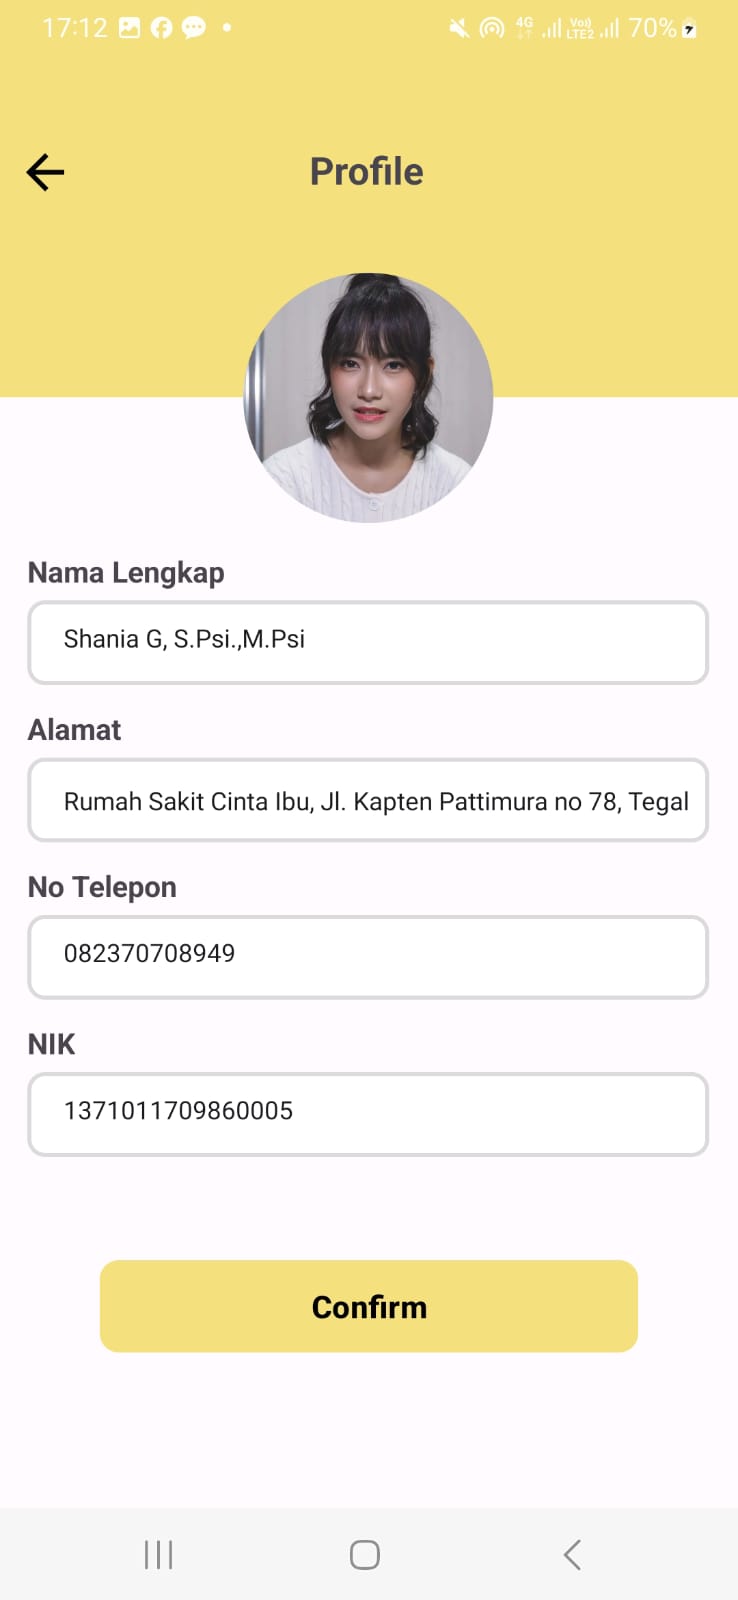 17:12
4G
Vo))
LTE2
70%
Profile
Nama Lengkap
Shania G, S.Psi.,M.Psi
Alamat
Rumah Sakit Cinta Ibu, Jl. Kapten Pattimura no 78, Tegal
No Telepon
082370708949
NIK
1371011709860005
Confirm